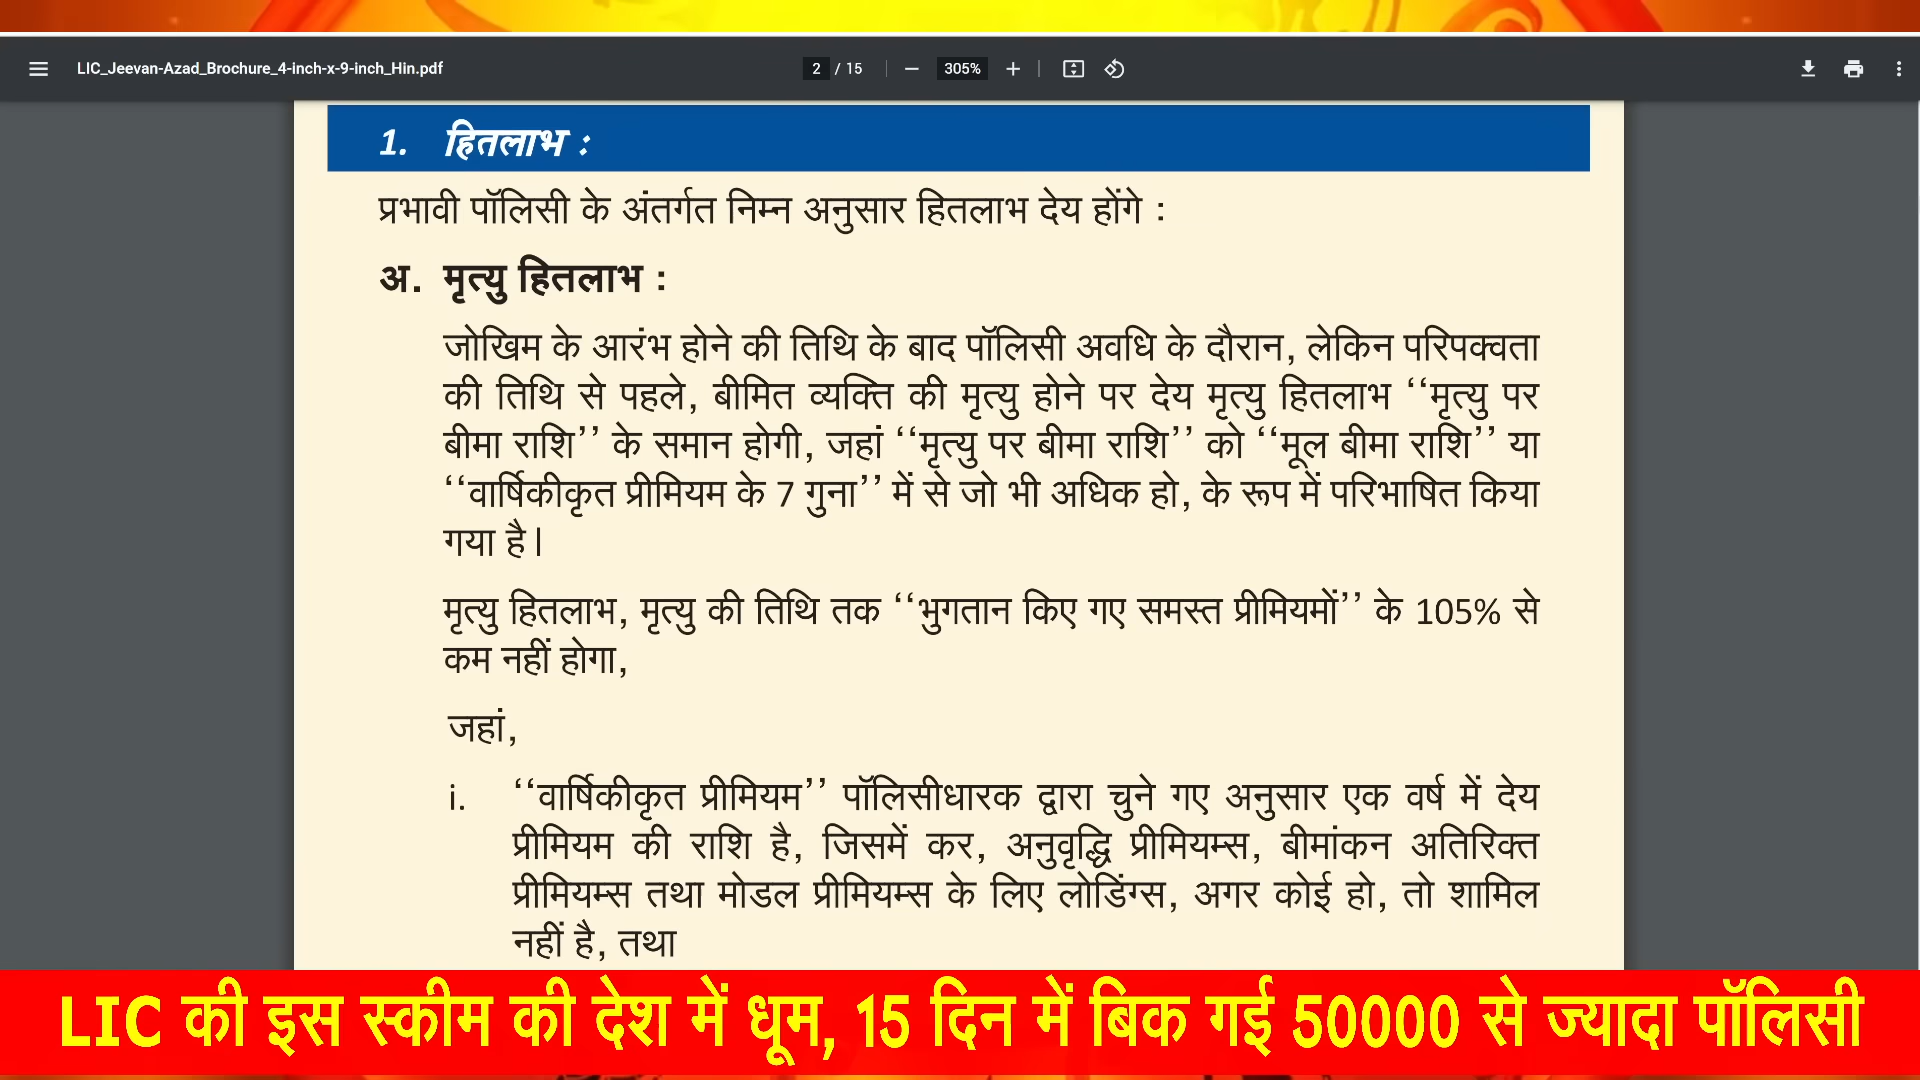 LIC_Jeevan-Azad_Brochure_4-inch-x-9-inch_Hin.pdf
2 / 15
305%
1. हितलाभ :
प्रभावी पॉलिसी के अंतर्गत निम्न अनुसार हितलाभ देय होंगे :
अ. मृत्यु हितलाभ :
जोखिम के आरंभ होने की तिथि के बाद पॉलिसी अवधि के दौरान, लेकिन परिपक्वता
की तिथि से पहले, बीमित व्यक्ति की मृत्यु होने पर देय मृत्यु हितलाभ ‘‘मृत्यु पर
बीमा राशि’’ के समान होगी, जहां ‘‘मृत्यु पर बीमा राशि’’ को ‘‘मूल बीमा राशि’’ या
‘‘वार्षिकीकृत प्रीमियम के 7 गुना’’ में से जो भी अधिक हो, के रूप में परिभाषित किया
गया है।
मृत्यु हितलाभ, मृत्यु की तिथि तक ‘‘भुगतान किए गए समस्त प्रीमियमों’’ के 105% से
कम नहीं होगा,
जहां,
i. ‘‘वार्षिकीकृत प्रीमियम’’ पॉलिसीधारक द्वारा चुने गए अनुसार एक वर्ष में देय
प्रीमियम की राशि है, जिसमें कर, अनुवृद्धि प्रीमियम्स, बीमांकन अतिरिक्त
प्रीमियम्स तथा मोडल प्रीमियम्स के लिए लोडिंग्स, अगर कोई हो, तो शामिल
नहीं है, तथा
LIC की इस स्कीम की देश में धूम, 15 दिन में बिक गई 50000 से ज्यादा पॉलिसी